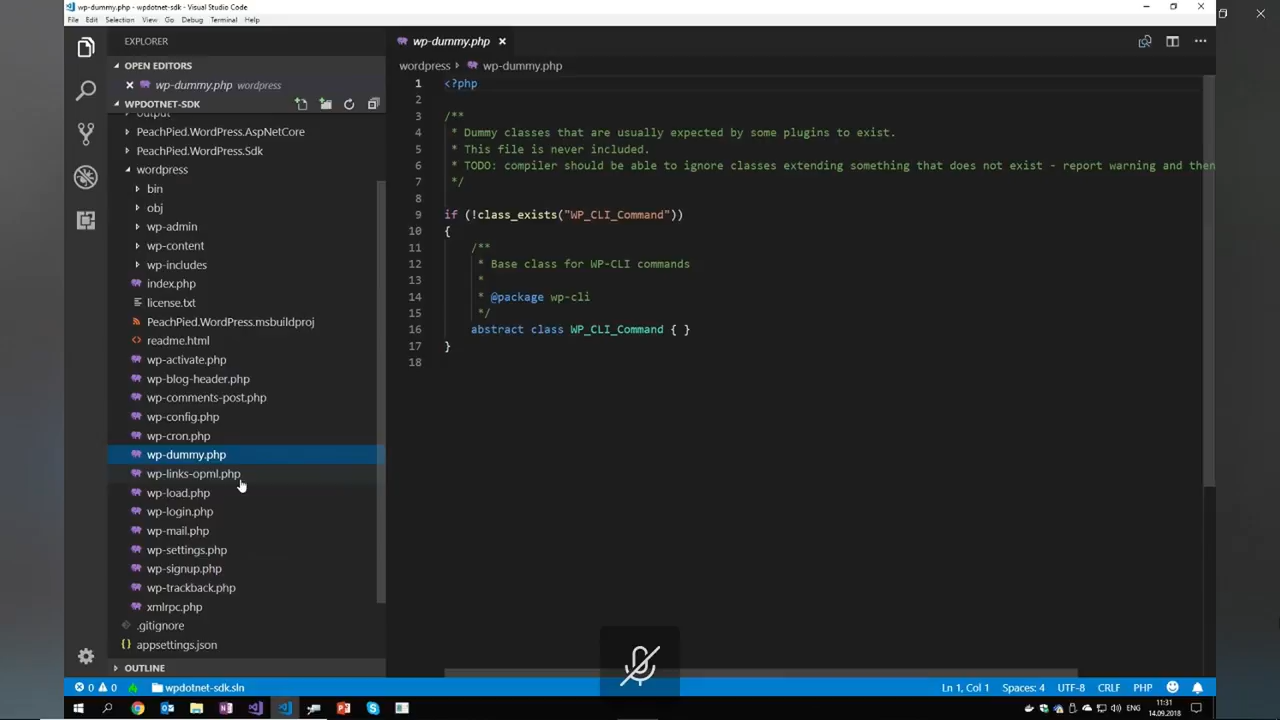 wp-dummy.php - wpdotnet-sdk - Visual Studio Code
File Edit Selection View Go Debug Terminal Help
EXPLORER
OPEN EDITORS
wp-dummy.php wordpress
WPDOTNET-SDK
output
PeachPied.WordPress.AspNetCore
PeachPied.WordPress.Sdk
wordpress
bin
obj
wp-admin
wp-content
wp-includes
index.php
license.txt
PeachPied.WordPress.msbuildproj
readme.html
wp-activate.php
wp-blog-header.php
wp-comments-post.php
wp-config.php
wp-cron.php
wp-dummy.php
wp-links-opml.php
wp-load.php
wp-login.php
wp-mail.php
wp-settings.php
wp-signup.php
wp-trackback.php
xmlrpc.php
.gitignore
appsettings.json
OUTLINE
wp-dummy.php
wordpress wp-dummy.php
1 <?php
2
3 /**
4 * Dummy classes that are usually expected by some plugins to exist.
5 * This file is never included.
6 * TODO: compiler should be able to ignore classes extending something that does not exist - report warning and then
7 */
8
9 if (!class_exists("WP_CLI_Command"))
10 {
11 /**
12 * Base class for WP-CLI commands
13 *
14 * @package wp-cli
15 */
16 abstract class WP_CLI_Command { }
17 }
18
0 0 wpdotnet-sdk.sln Ln 1, Col 1 Spaces: 4 UTF-8 CRLF PHP
ENG
11:31
14.09.2018